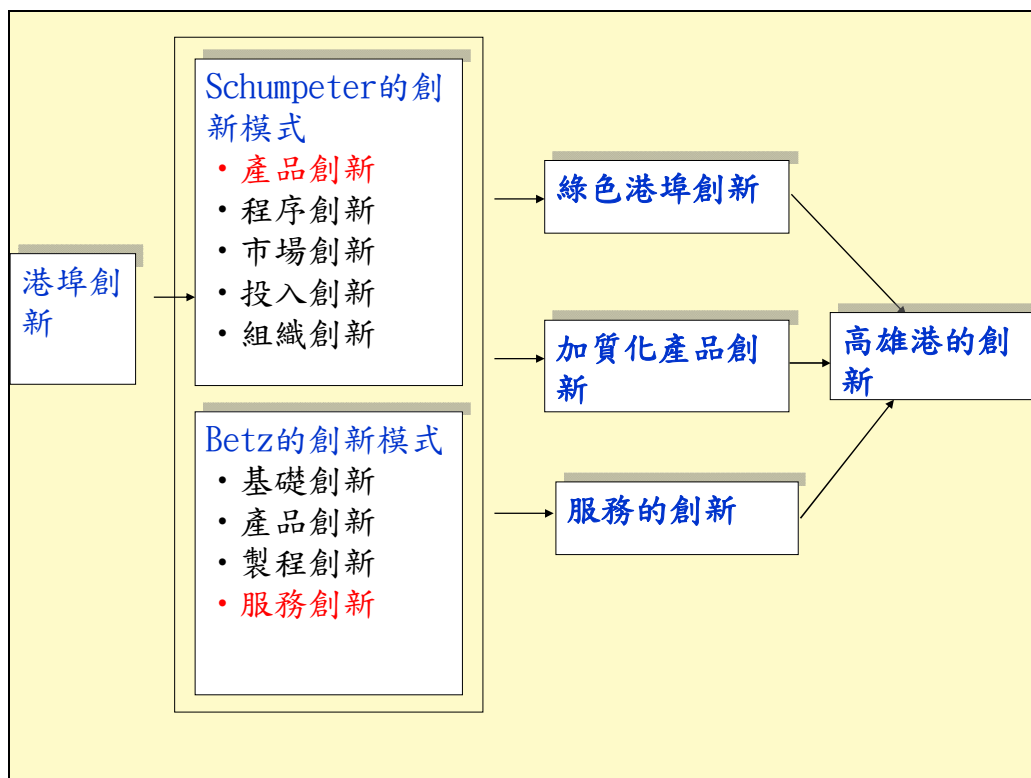 港埠創
新
Schumpeter的創
新模式
•產品創新
•程序創新
•市場創新
•投入創新
•組織創新
Betz的創新模式
•基礎創新
•產品創新
•製程創新
•服務創新
綠色港埠創新
加質化產品創
新
服務的創新
高雄港的創
新